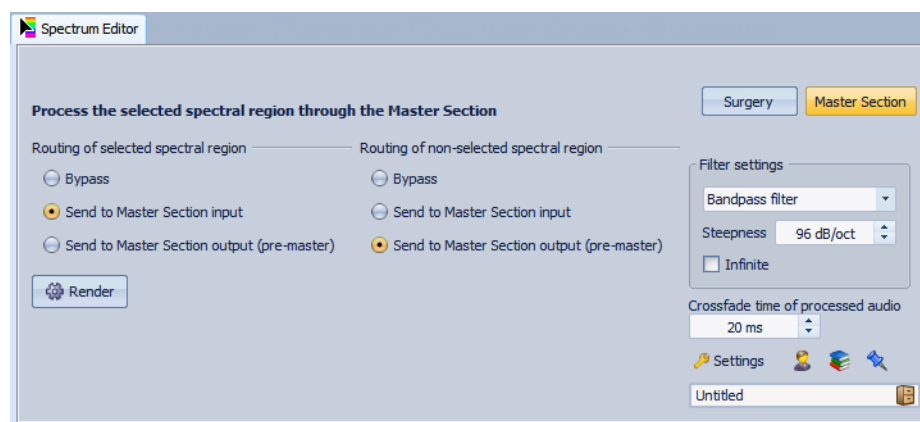 Spectrum Editor
Surgery Master Section
Process the selected spectral region through the Master Section
Routing of selected spectral region Routing of non-selected spectral region
Filter settings
Bypass Bypass
Bandpass filter
Send to Master Section input Send to Master Section input
Steepness 96 dB/oct
Send to Master Section output (pre-master) Send to Master Section output (pre-master)
Infinite
Render
Crossfade time of processed audio
20 ms
Settings
Untitled